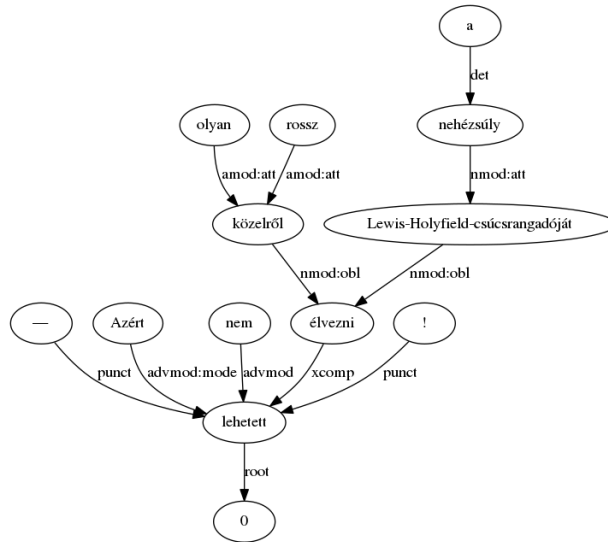 a
det
olyan rossz nehézsúly
amod:att amod:att nmod:att
közelről Lewis-Holyfield-csúcsrangadóját
nmod:obl nmod:obl
— Azért nem élvezni !
punct advmod:mode advmod xcomp punct
lehetett
root
0